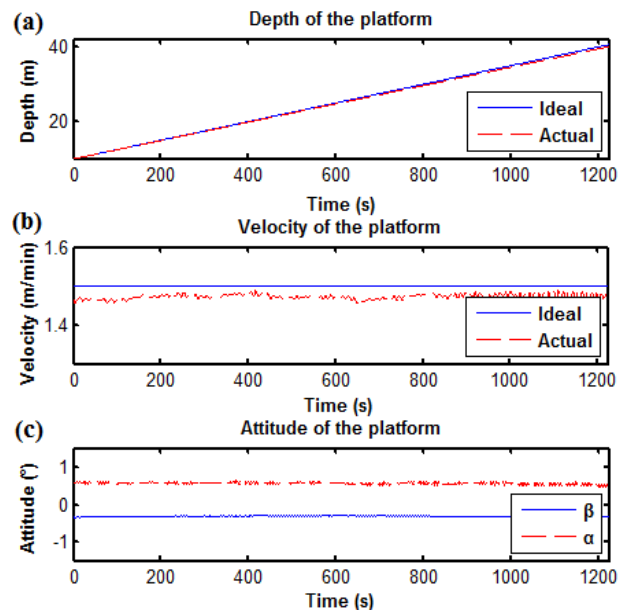 (a)
Depth of the platform
Depth (m)
40
20
Ideal
Actual
0 200 400 600 800 1000 1200
Time (s)
(b)
Velocity of the platform
Velocity (m/min)
1.6
1.4
Ideal
Actual
0 200 400 600 800 1000 1200
Time (s)
(c)
Attitude of the platform
Attitude (°)
1
0
-1
β
α
0 200 400 600 800 1000 1200
Time (s)